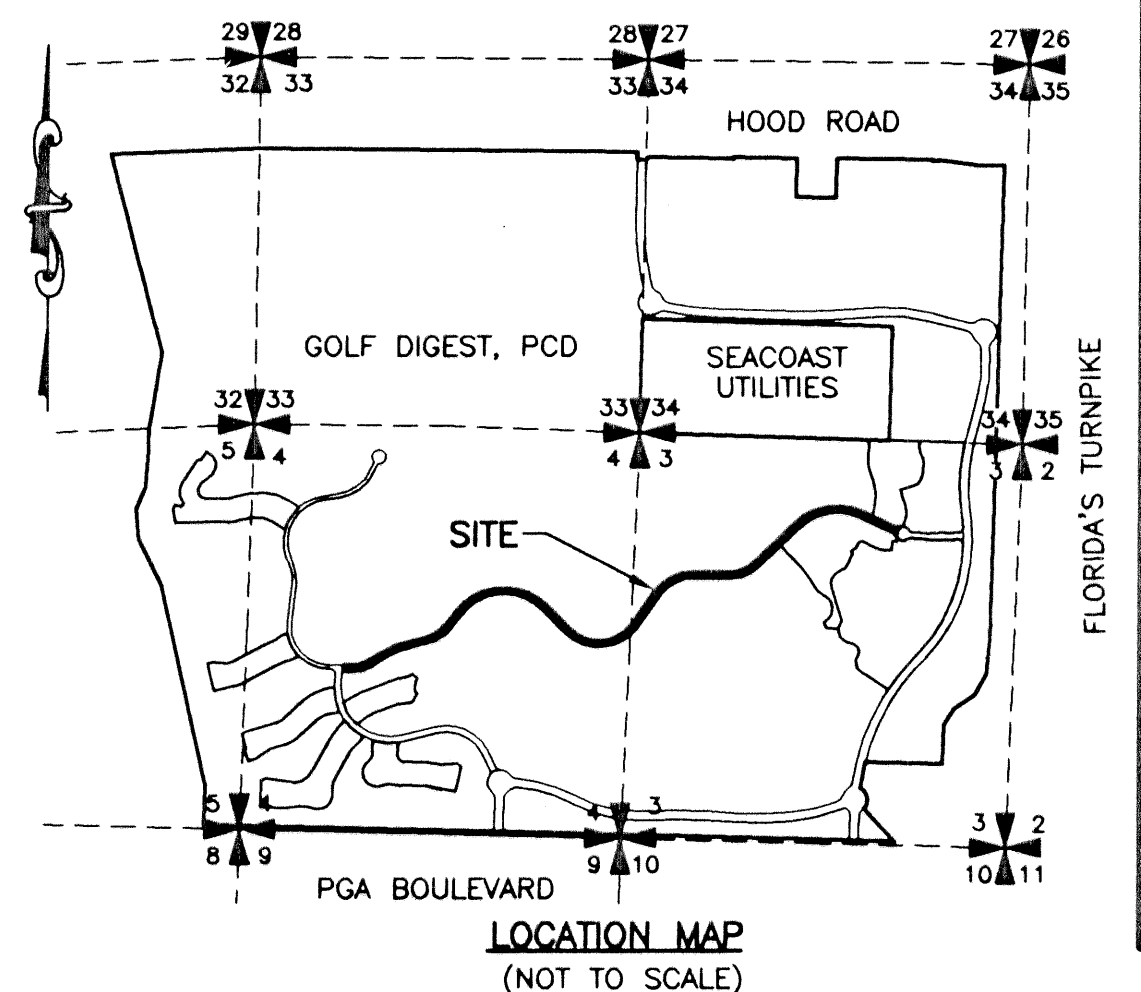 29 28
28 27
27 26
32 33
33 34
34 35
HOOD ROAD
GOLF DIGEST, PCD
SEACOAST
UTILITIES
FLORIDA'S TURNPIKE
32 33
33 34
34 35
5 4
4 3
3 2
SITE
5 4
4 3
3 2
8 9
9 10
10 11
PGA BOULEVARD
LOCATION MAP
(NOT TO SCALE)